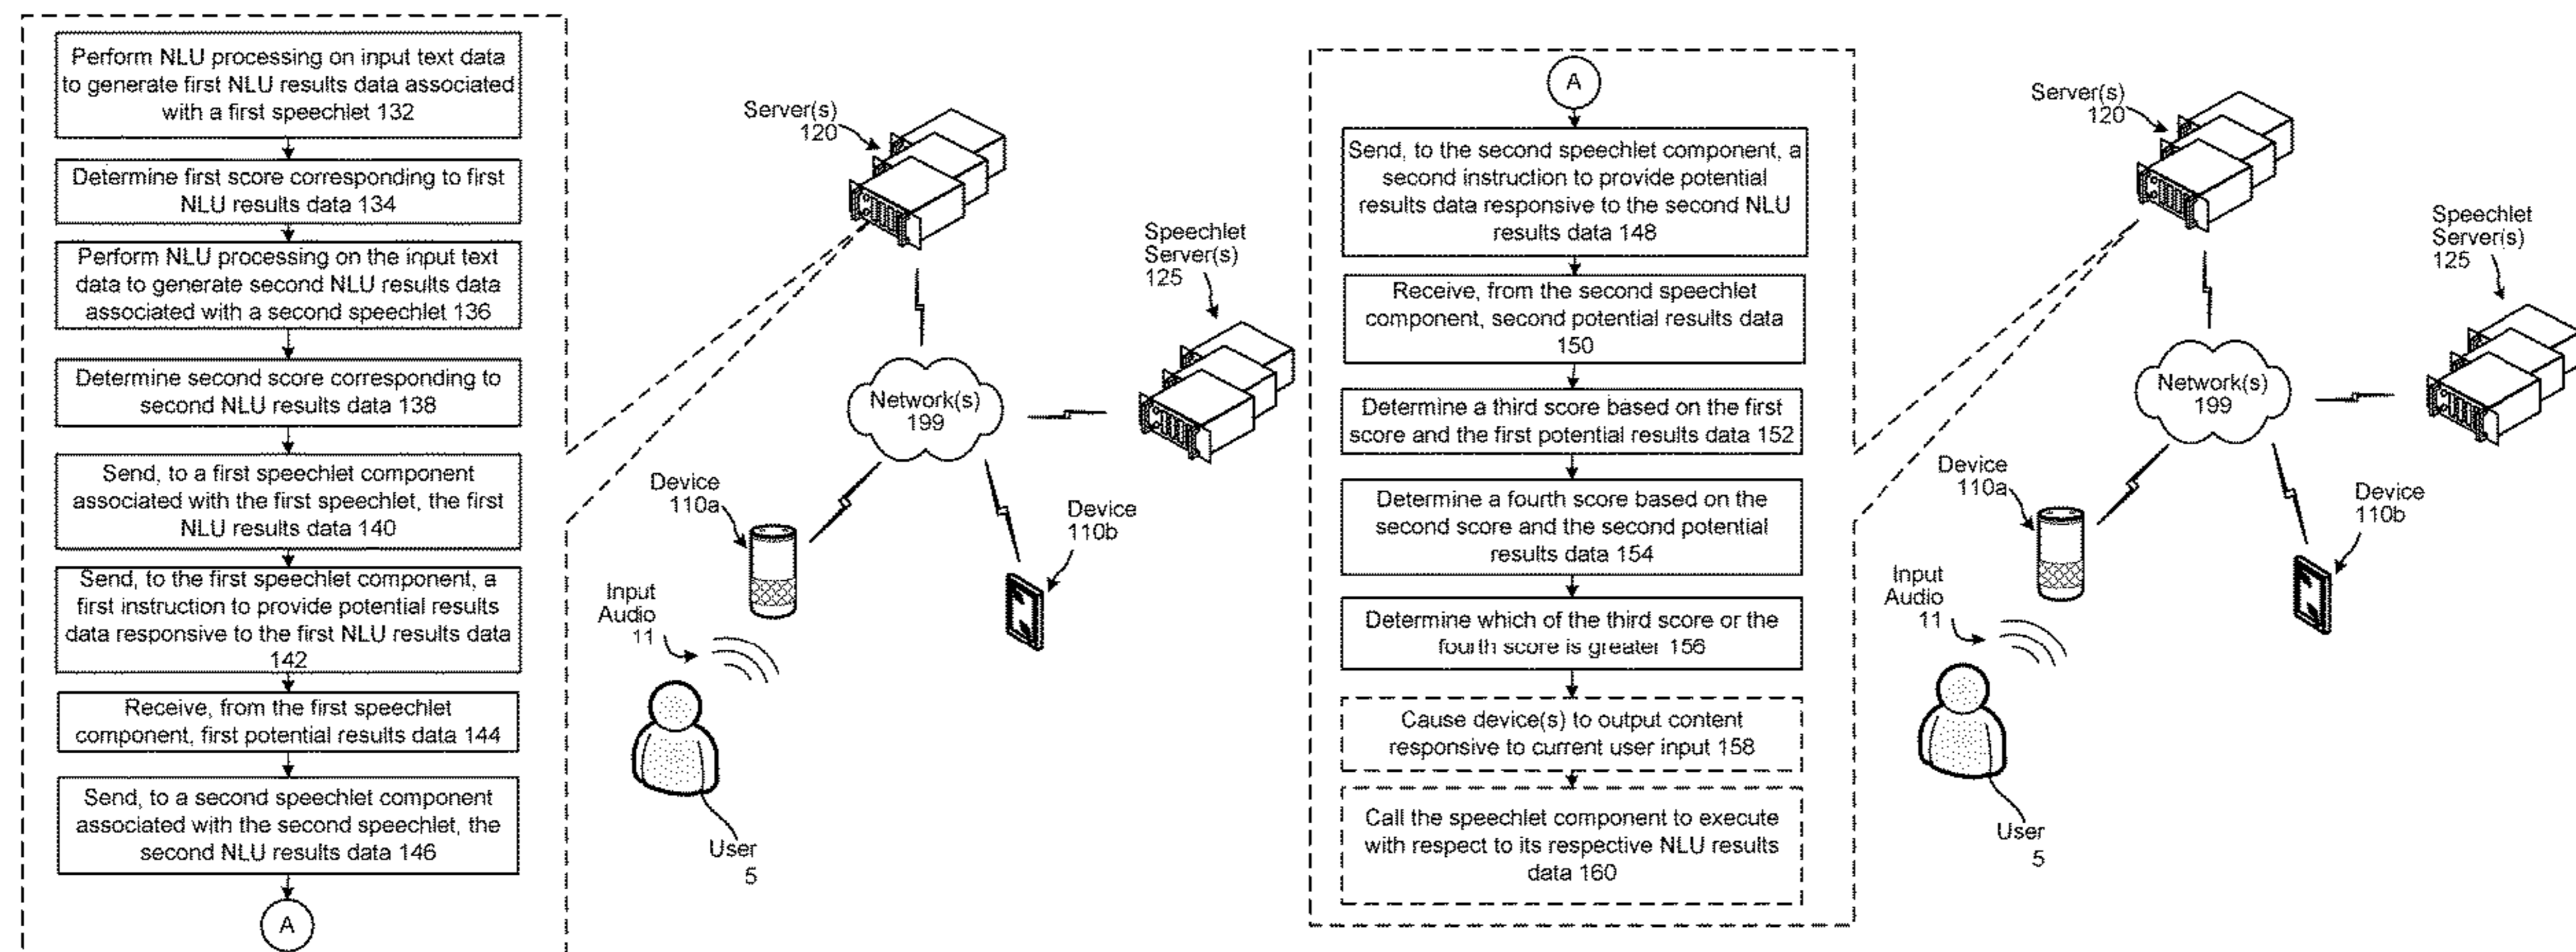 Perform NLU processing on input text data
to generate first NLU results data associated
with a first speechlet 132
Determine first score corresponding to first
NLU results data 134
Perform NLU processing on the input text
data to generate second NLU results data
associated with a second speechlet 136
Determine second score corresponding to
second NLU results data 138
Send, to a first speechlet component
associated with the first speechlet, the first
NLU results data 140
Send, to the first speechlet component, a
first instruction to provide potential results
data responsive to the first NLU results data
142
Receive, from the first speechlet
component, first potential results data 144
Send, to a second speechlet component
associated with the second speechlet, the
second NLU results data 146
A
Server(s)
120
Speechlet
Server(s)
125
Network(s)
199
Device
110a
Device
110b
Input
Audio
11
User
5
A
Send, to the second speechlet component, a
second instruction to provide potential
results data responsive to the second NLU
results data 148
Receive, from the second speechlet
component, second potential results data
150
Determine a third score based on the first
score and the first potential results data 152
Determine a fourth score based on the
second score and the second potential
results data 154
Determine which of the third score or the
fourth score is greater 156
Cause device(s) to output content
responsive to current user input 158
Call the speechlet component to execute
with respect to its respective NLU results
data 160
Server(s)
120
Speechlet
Server(s)
125
Network(s)
199
Device
110a
Device
110b
Input
Audio
11
User
5